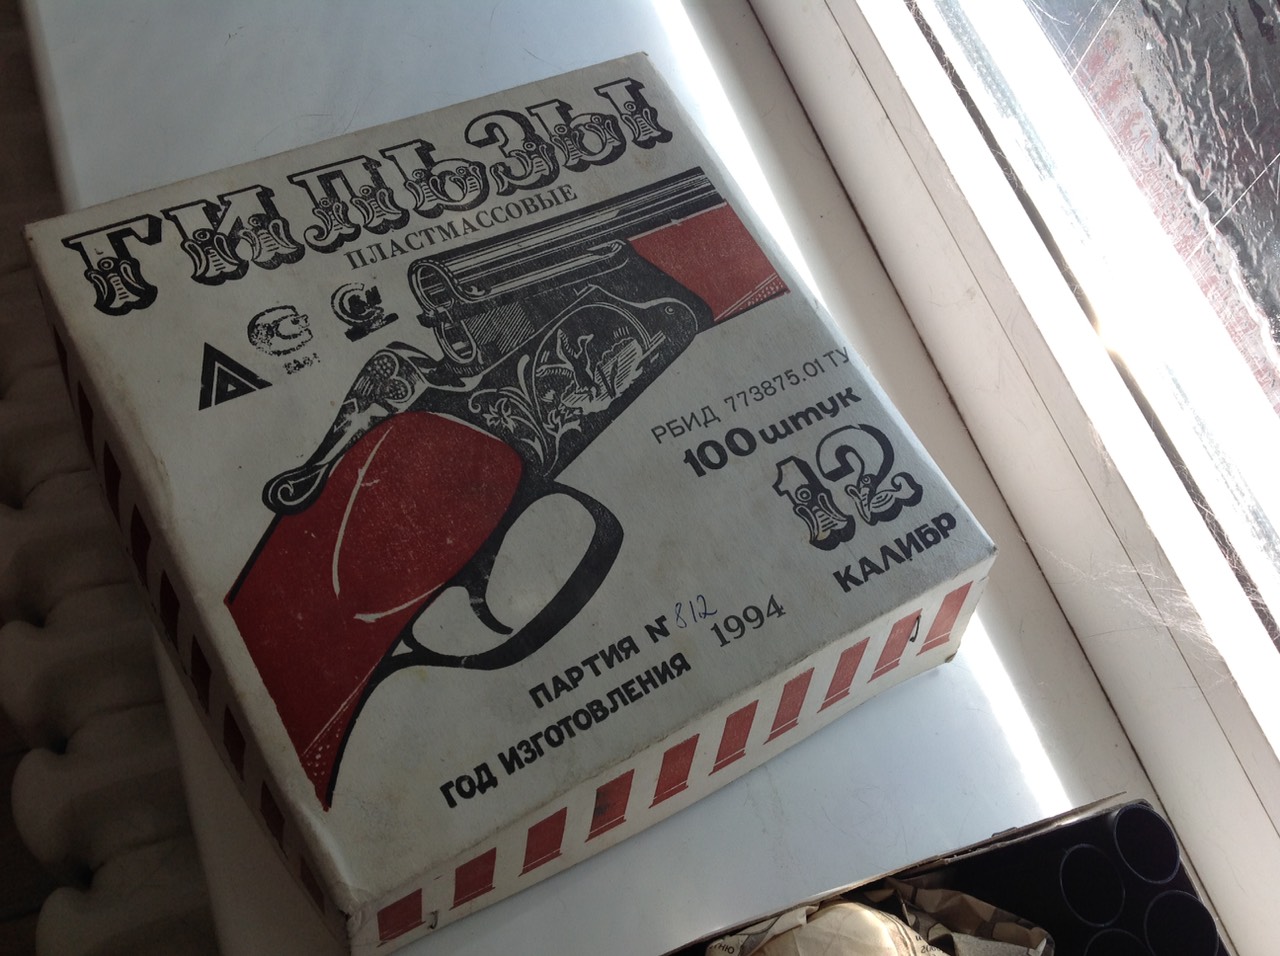 ГИЛЬЗЫ
ПЛАСТМАССОВЫЕ
РБИД 773875.01 ТУ
100 штук
12
КАЛИБР
ПАРТИЯ № 812
ГОД ИЗГОТОВЛЕНИЯ 1994